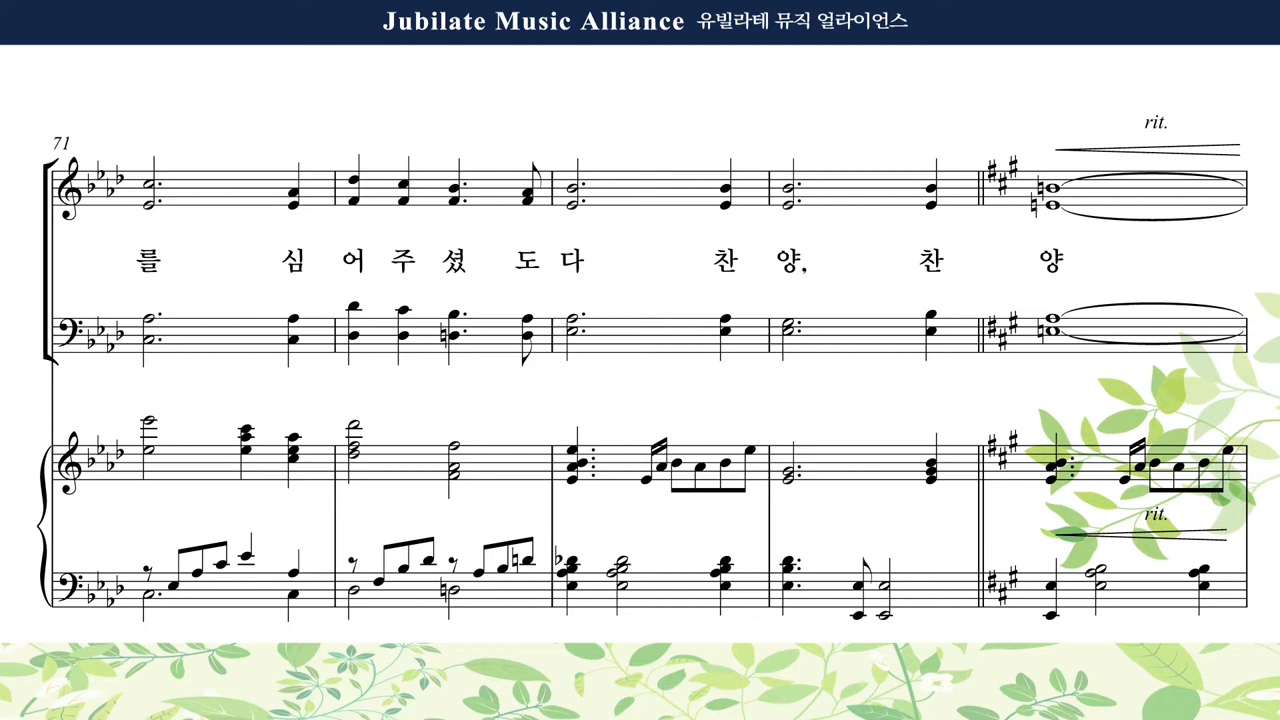 Jubilate Music Alliance 유빌라테 뮤직 얼라이언스
rit.
71
를 심 어 주 셨 도 다 찬 양, 찬 양
rit.